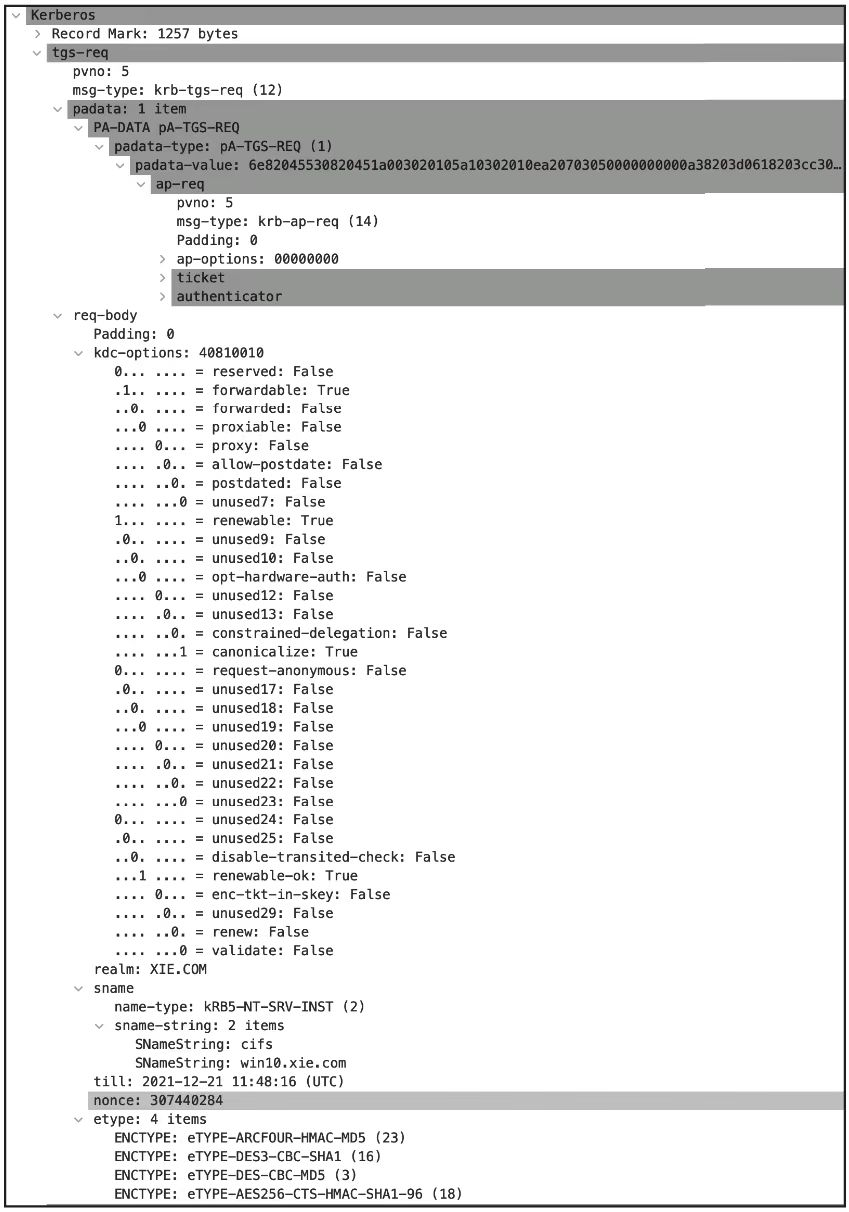 Kerberos
Record Mark: 1257 bytes
tgs-req
pvno: 5
msg-type: krb-tgs-req (12)
padata: 1 item
PA-DATA pA-TGS-REQ
padata-type: pA-TGS-REQ (1)
padata-value: 6e82045530820451a003020105a10302010ea20703050000000000a38203d0618203cc30…
ap-req
pvno: 5
msg-type: krb-ap-req (14)
Padding: 0
ap-options: 00000000
ticket
authenticator
req-body
Padding: 0
kdc-options: 40810010
0... .... = reserved: False
.1.. .... = forwardable: True
..0. .... = forwarded: False
...0 .... = proxiable: False
.... 0... = proxy: False
.... .0.. = allow-postdate: False
.... ..0. = postdated: False
.... ...0 = unused7: False
1... .... = renewable: True
.0.. .... = unused9: False
..0. .... = unused10: False
...0 .... = opt-hardware-auth: False
.... 0... = unused12: False
.... .0.. = unused13: False
.... ..0. = constrained-delegation: False
.... ...1 = canonicalize: True
0... .... = request-anonymous: False
.0.. .... = unused17: False
..0. .... = unused18: False
...0 .... = unused19: False
.... 0... = unused20: False
.... .0.. = unused21: False
.... ..0. = unused22: False
.... ...0 = unused23: False
0... .... = unused24: False
.0.. .... = unused25: False
..0. .... = disable-transited-check: False
...1 .... = renewable-ok: True
.... 0... = enc-tkt-in-skey: False
.... .0.. = unused29: False
.... ..0. = renew: False
.... ...0 = validate: False
realm: XIE.COM
sname
name-type: kRB5-NT-SRV-INST (2)
sname-string: 2 items
SNameString: cifs
SNameString: win10.xie.com
till: 2021-12-21 11:48:16 (UTC)
nonce: 307440284
etype: 4 items
ENCTYPE: eTYPE-ARCFOUR-HMAC-MD5 (23)
ENCTYPE: eTYPE-DES3-CBC-SHA1 (16)
ENCTYPE: eTYPE-DES-CBC-MD5 (3)
ENCTYPE: eTYPE-AES256-CTS-HMAC-SHA1-96 (18)